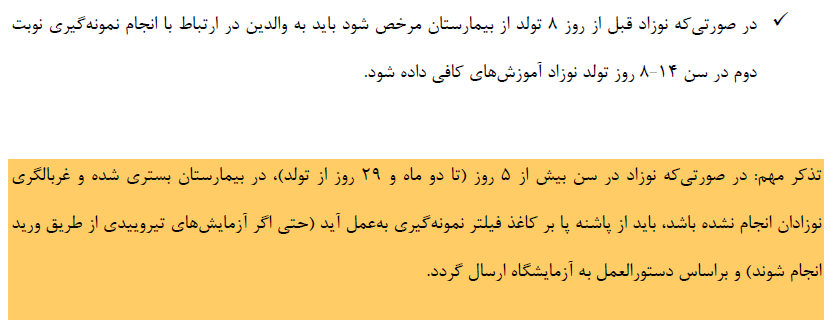 ✓ در صورتی‌که نوزاد قبل از روز ۸ تولد از بیمارستان مرخص شود باید به والدین در ارتباط با انجام نمونه‌گیری نوبت
دوم در سن ۱۴-۸ روز تولد نوزاد آموزش‌های کافی داده شود.
تذکر مهم: در صورتی‌که نوزاد در سن بیش از ۵ روز (تا دو ماه و ۲۹ روز از تولد)، در بیمارستان بستری شده و غربالگری
نوزادان انجام نشده باشد، باید از پاشنه پا بر کاغذ فیلتر نمونه‌گیری به‌عمل آید (حتی اگر آزمایش‌های تیروییدی از طریق ورید
انجام شوند) و براساس دستورالعمل به آزمایشگاه ارسال گردد.